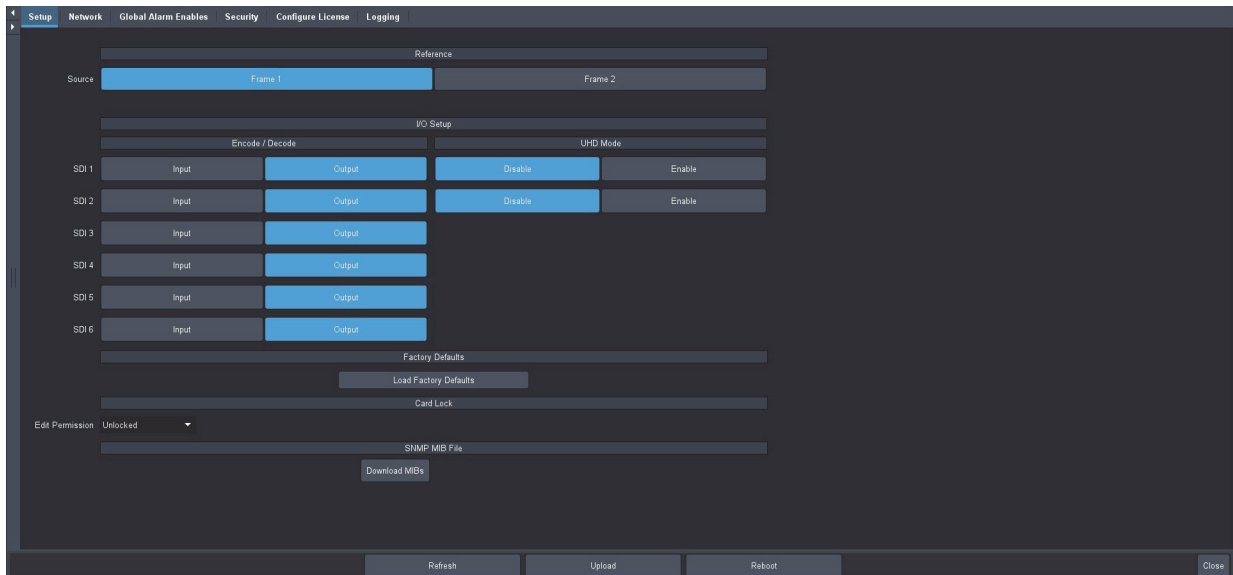 Setup Network Global Alarm Enables Security Configure License Logging
Reference
Source Frame 1 Frame 2
I/O Setup
Encode / Decode UHD Mode
SDI 1 Input Output Disable Enable
SDI 2 Input Output Disable Enable
SDI 3 Input Output
SDI 4 Input Output
SDI 5 Input Output
SDI 6 Input Output
Factory Defaults
Load Factory Defaults
Card Lock
Edit Permission Unlocked
SNMP MIB File
Download MIBs
Refresh Upload Reboot Close